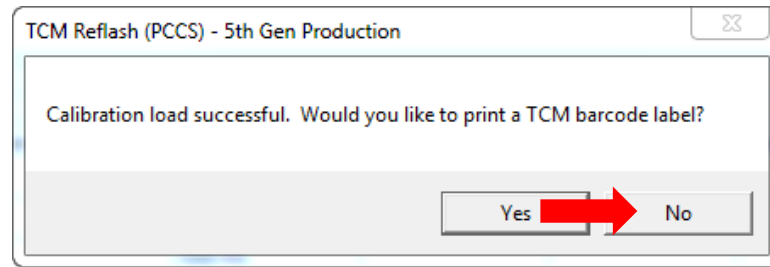 TCM Reflash (PCCS) - 5th Gen Production
Calibration load successful.  Would you like to print a TCM barcode label?
Yes
No